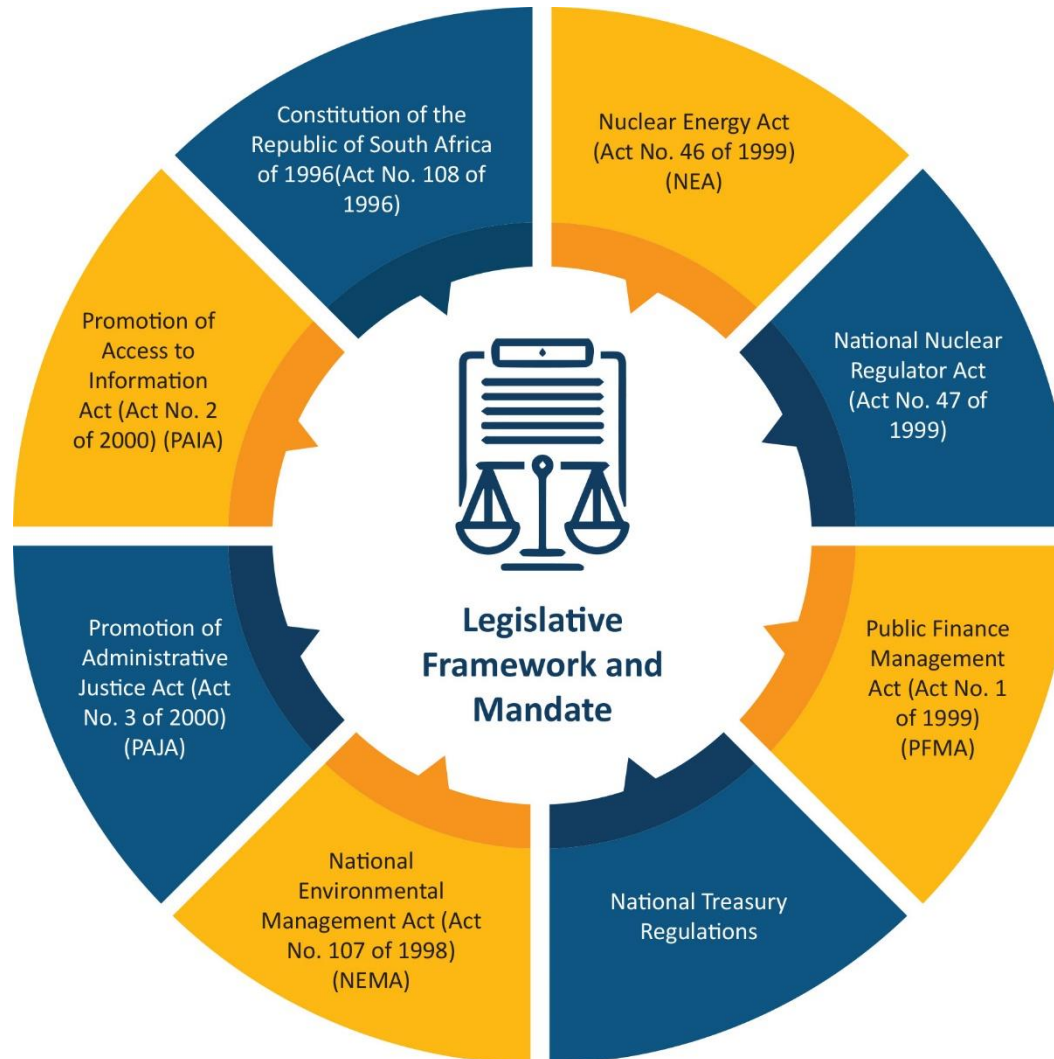 Constitution of the
Republic of South Africa
of 1996(Act No. 108 of
1996)
Nuclear Energy Act
(Act No. 46 of 1999)
(NEA)
National Nuclear
Regulator Act
(Act No. 47 of
1999)
Public Finance
Management
Act (Act No. 1
of 1999)
(PFMA)
National Treasury
Regulations
National
Environmental
Management Act (Act
No. 107 of 1998)
(NEMA)
Promotion of
Administrative
Justice Act (Act
No. 3 of 2000)
(PAJA)
Promotion of
Access to
Information
Act (Act No. 2
of 2000) (PAIA)
Legislative
Framework and
Mandate